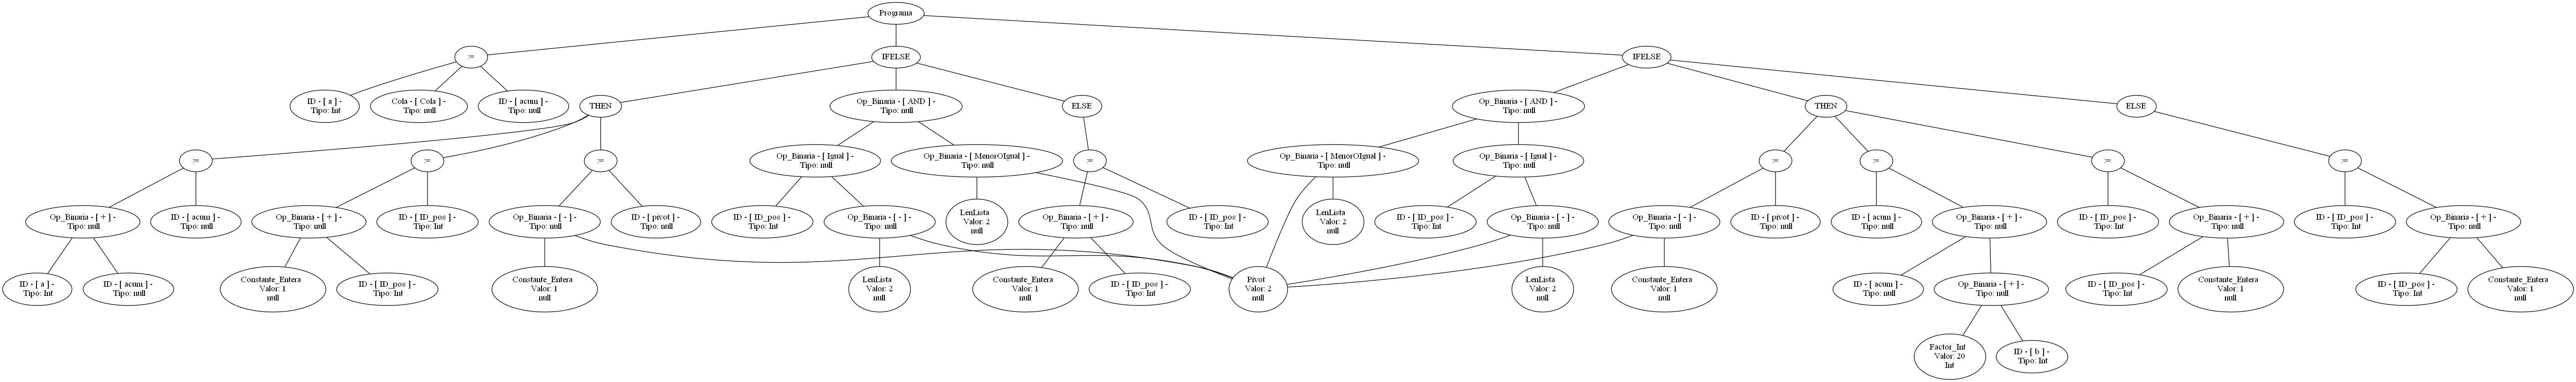 Programa
:=
IFELSE
IFELSE
ID - [ a ] -
Tipo: Int
Cola - [ Cola ] -
Tipo: null
ID - [ acum ] -
Tipo: null
THEN
Op_Binaria - [ AND ] -
Tipo: null
ELSE
Op_Binaria - [ AND ] -
Tipo: null
THEN
ELSE
:=
:=
:=
Op_Binaria - [ Igual ] -
Tipo: null
Op_Binaria - [ MenorOIgual ] -
Tipo: null
:=
Op_Binaria - [ MenorOIgual ] -
Tipo: null
Op_Binaria - [ Igual ] -
Tipo: null
:=
:=
:=
:=
Op_Binaria - [ + ] -
Tipo: null
ID - [ acum ] -
Tipo: null
Op_Binaria - [ + ] -
Tipo: null
ID - [ ID_pos ] -
Tipo: Int
Op_Binaria - [ - ] -
Tipo: null
ID - [ pivot ] -
Tipo: null
ID - [ ID_pos ] -
Tipo: Int
Op_Binaria - [ - ] -
Tipo: null
LenLista
Valor: 2
null
Op_Binaria - [ + ] -
Tipo: null
ID - [ ID_pos ] -
Tipo: Int
LenLista
Valor: 2
null
ID - [ ID_pos ] -
Tipo: Int
Op_Binaria - [ - ] -
Tipo: null
Op_Binaria - [ - ] -
Tipo: null
ID - [ pivot ] -
Tipo: null
ID - [ acum ] -
Tipo: null
Op_Binaria - [ + ] -
Tipo: null
ID - [ ID_pos ] -
Tipo: Int
Op_Binaria - [ + ] -
Tipo: null
ID - [ ID_pos ] -
Tipo: Int
Op_Binaria - [ + ] -
Tipo: null
ID - [ a ] -
Tipo: Int
ID - [ acum ] -
Tipo: null
Constante_Entera
Valor: 1
null
ID - [ ID_pos ] -
Tipo: Int
Constante_Entera
Valor: 1
null
LenLista
Valor: 2
null
Constante_Entera
Valor: 1
null
ID - [ ID_pos ] -
Tipo: Int
Pivot
Valor: 2
null
LenLista
Valor: 2
null
Constante_Entera
Valor: 1
null
ID - [ acum ] -
Tipo: null
Op_Binaria - [ + ] -
Tipo: null
ID - [ ID_pos ] -
Tipo: Int
Constante_Entera
Valor: 1
null
ID - [ ID_pos ] -
Tipo: Int
Constante_Entera
Valor: 1
null
Factor_Int
Valor: 20
Int
ID - [ b ] -
Tipo: Int